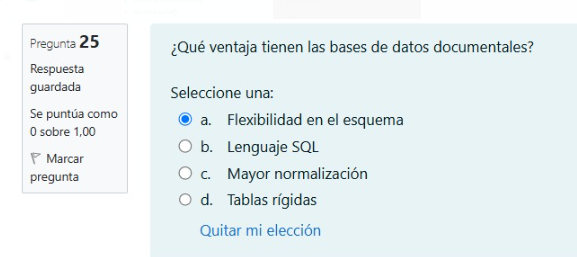 Pregunta 25
Respuesta
guardada
Se puntúa como
0 sobre 1,00
Marcar
pregunta
¿Qué ventaja tienen las bases de datos documentales?
Seleccione una:
a. Flexibilidad en el esquema
b. Lenguaje SQL
c. Mayor normalización
d. Tablas rígidas
Quitar mi elección